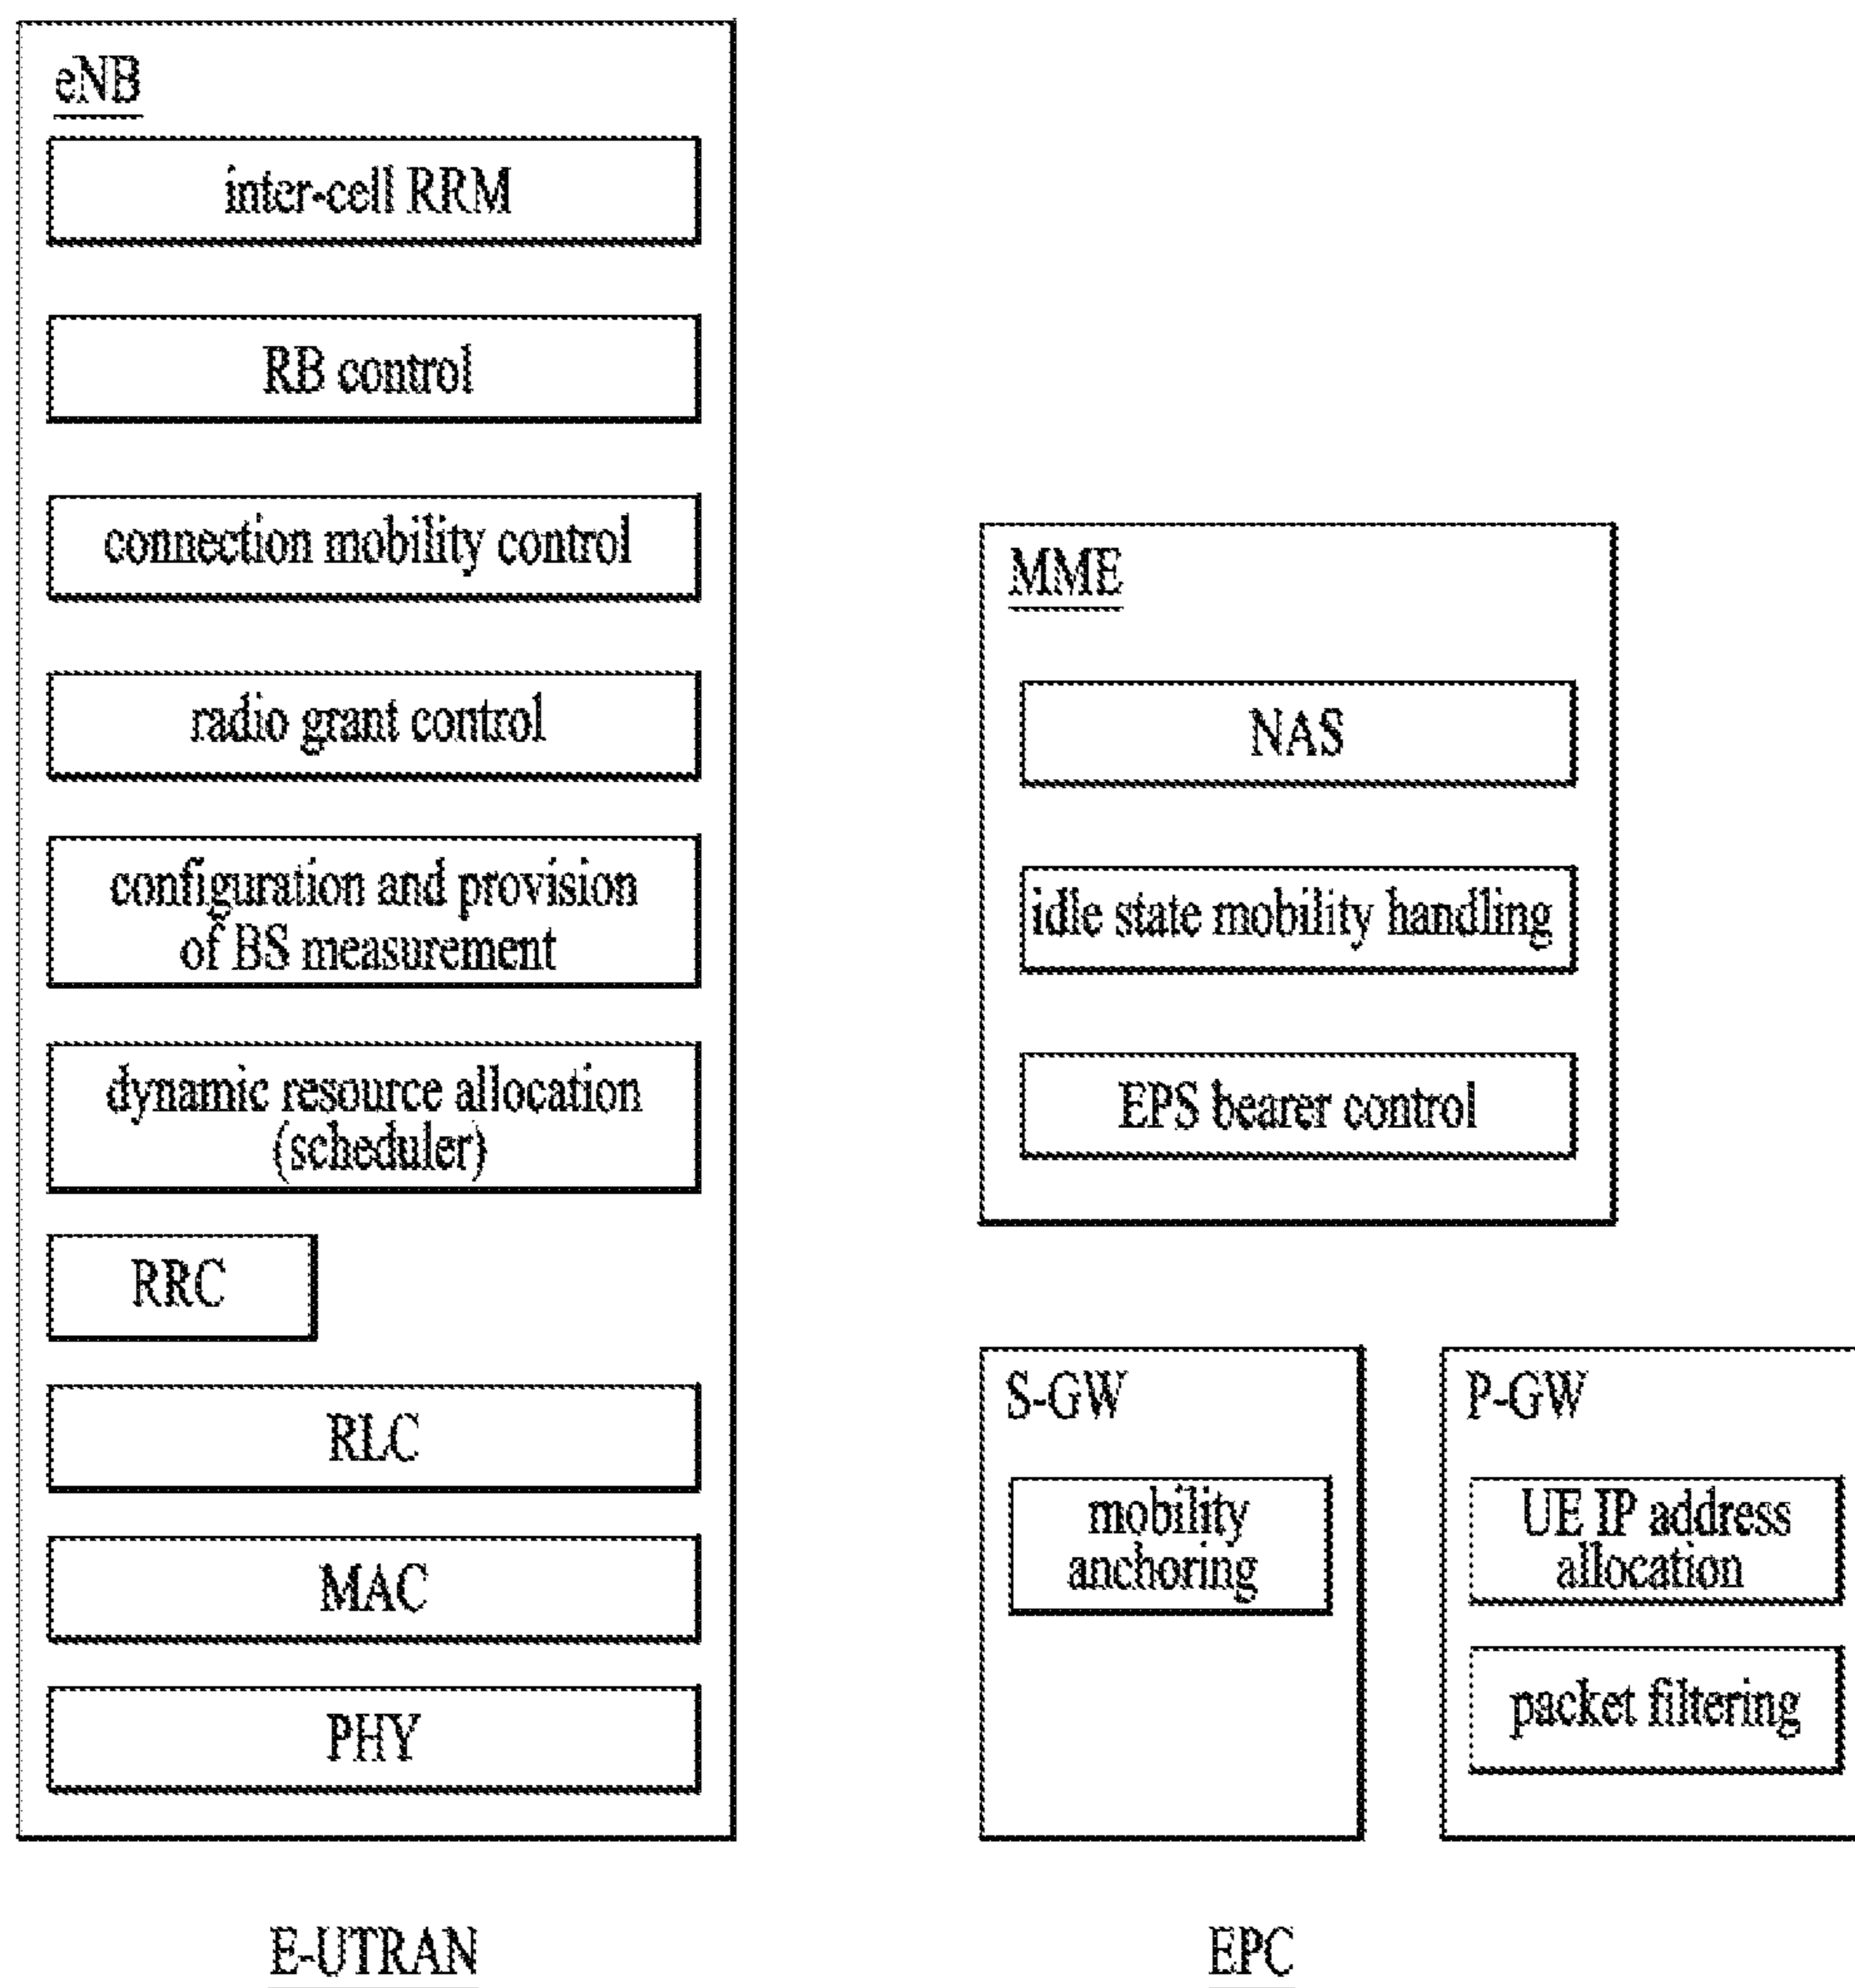 eNB
inter-cell RRM
RB control
connection mobility control
radio grant control
configuration and provision
of BS measurement
dynamic resource allocation
(scheduler)
RRC
RLC
MAC
PHY
E-UTRAN
MME
NAS
idle state mobility handling
EPS bearer control
S-GW
mobility
anchoring
P-GW
UE IP address
allocation
packet filtering
EPC